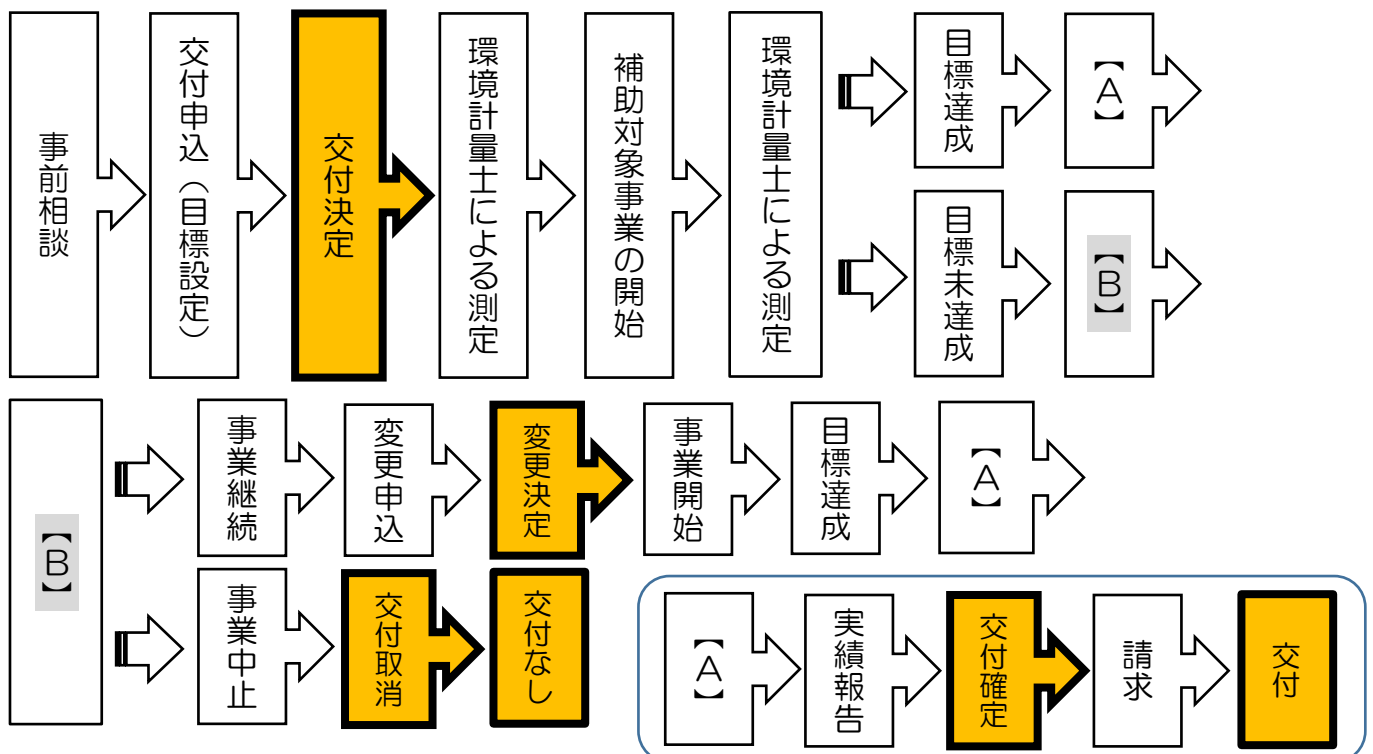 事前相談
交付申込（目標設定）
交付決定
環境計量士による測定
補助対象事業の開始
環境計量士による測定
目標達成
【A】
目標未達成
【B】
【B】
事業継続
変更申込
変更決定
事業開始
目標達成
【A】
事業中止
交付取消
交付なし
【A】
実績報告
交付確定
請求
交付